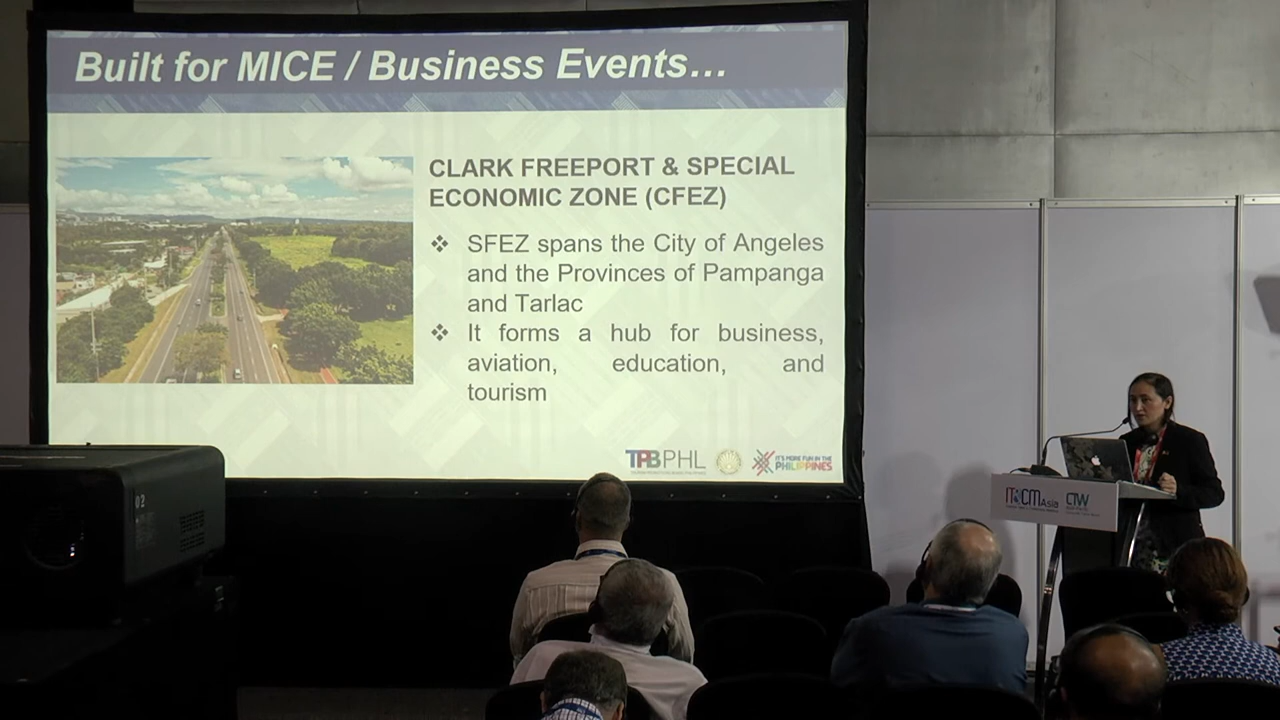 Built for MICE / Business Events...
CLARK FREEPORT & SPECIAL
ECONOMIC ZONE (CFEZ)
❖ SFEZ spans the City of Angeles
and the Provinces of Pampanga
and Tarlac
❖ It forms a hub for business,
aviation, education, and
tourism
TPBPHL
IT'S MORE FUN IN THE
PHILIPPINES
02
IT&CMAsia
CTW